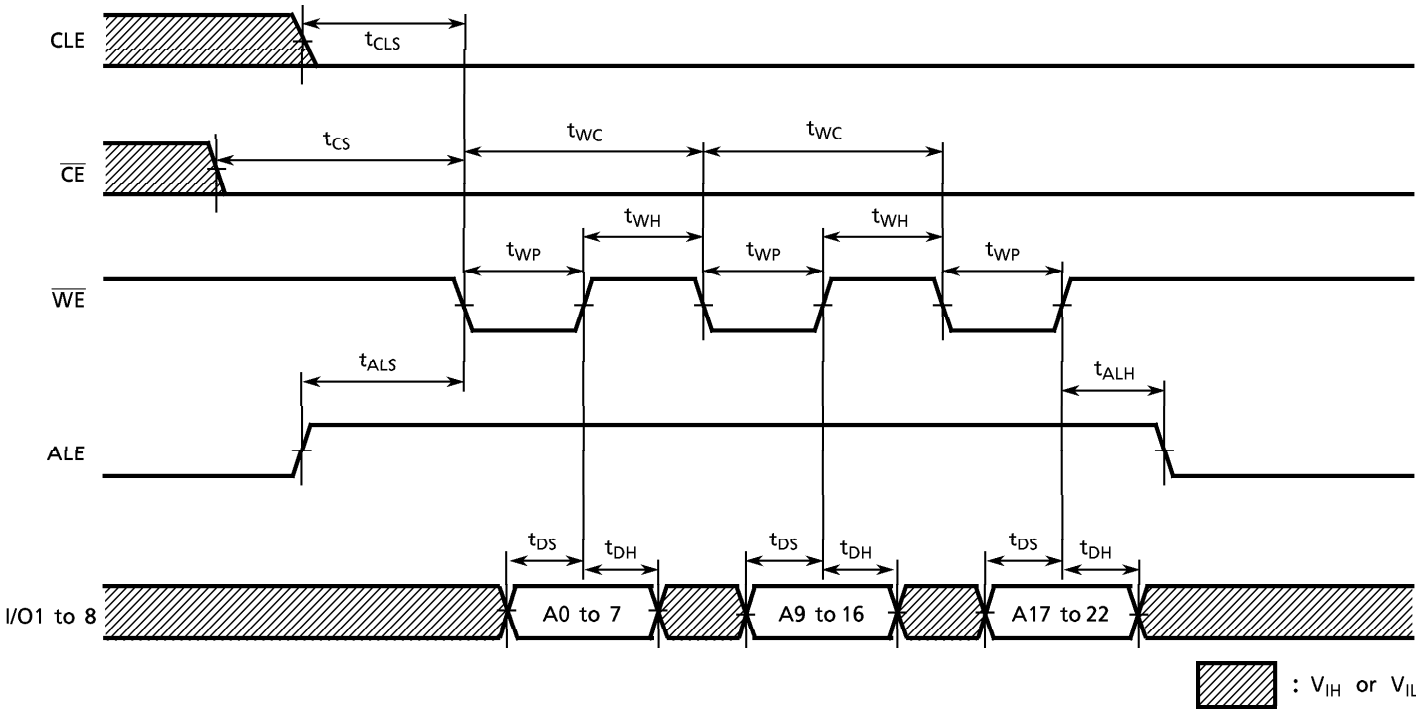 CLE
tCLS
CE
tCS
tWC
tWC
tWH
tWH
WE
tWP
tWP
tWP
tALS
tALH
ALE
tDS
tDH
tDS
tDH
tDS
tDH
I/O1 to 8
A0 to 7
A9 to 16
A17 to 22
: VIH or VIL